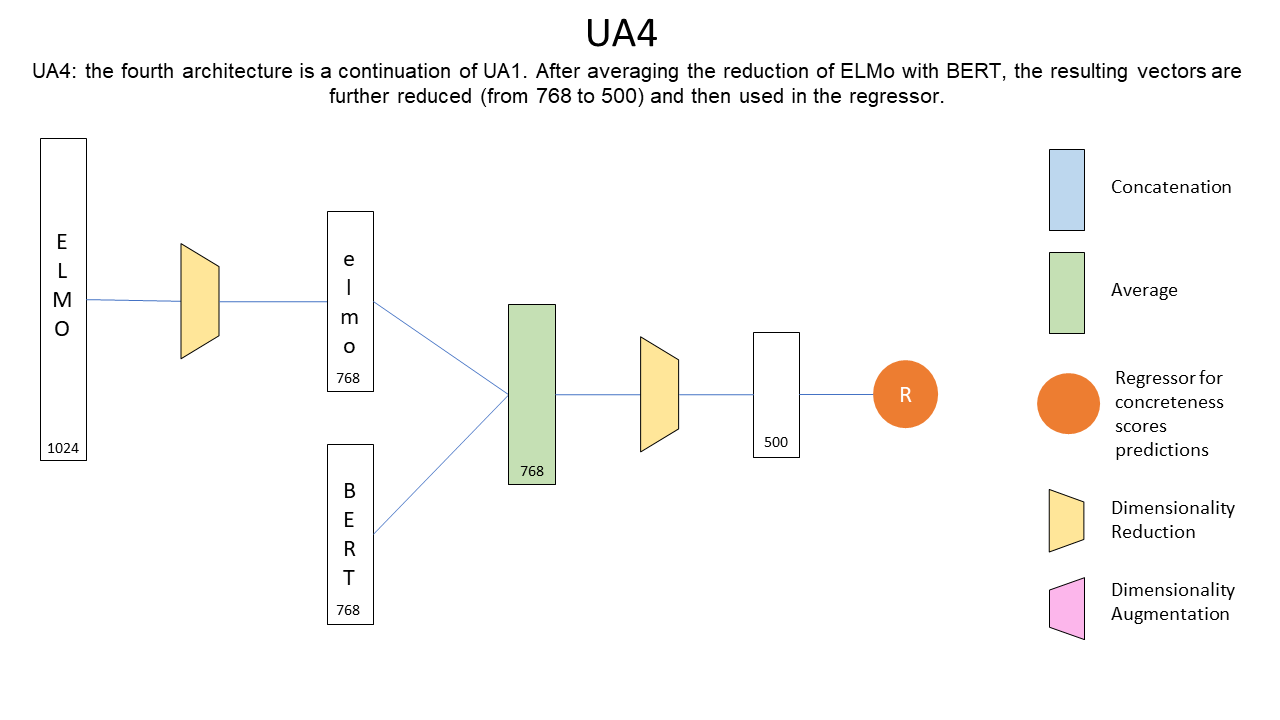 UA4
UA4: the fourth architecture is a continuation of UA1. After averaging the reduction of ELMo with BERT, the resulting vectors are
further reduced (from 768 to 500) and then used in the regressor.
E
L
M
O
1024
e
l
m
o
768
B
E
R
T
768
768
500
R
Concatenation
Average
Regressor for
concreteness
scores
predictions
Dimensionality
Reduction
Dimensionality
Augmentation